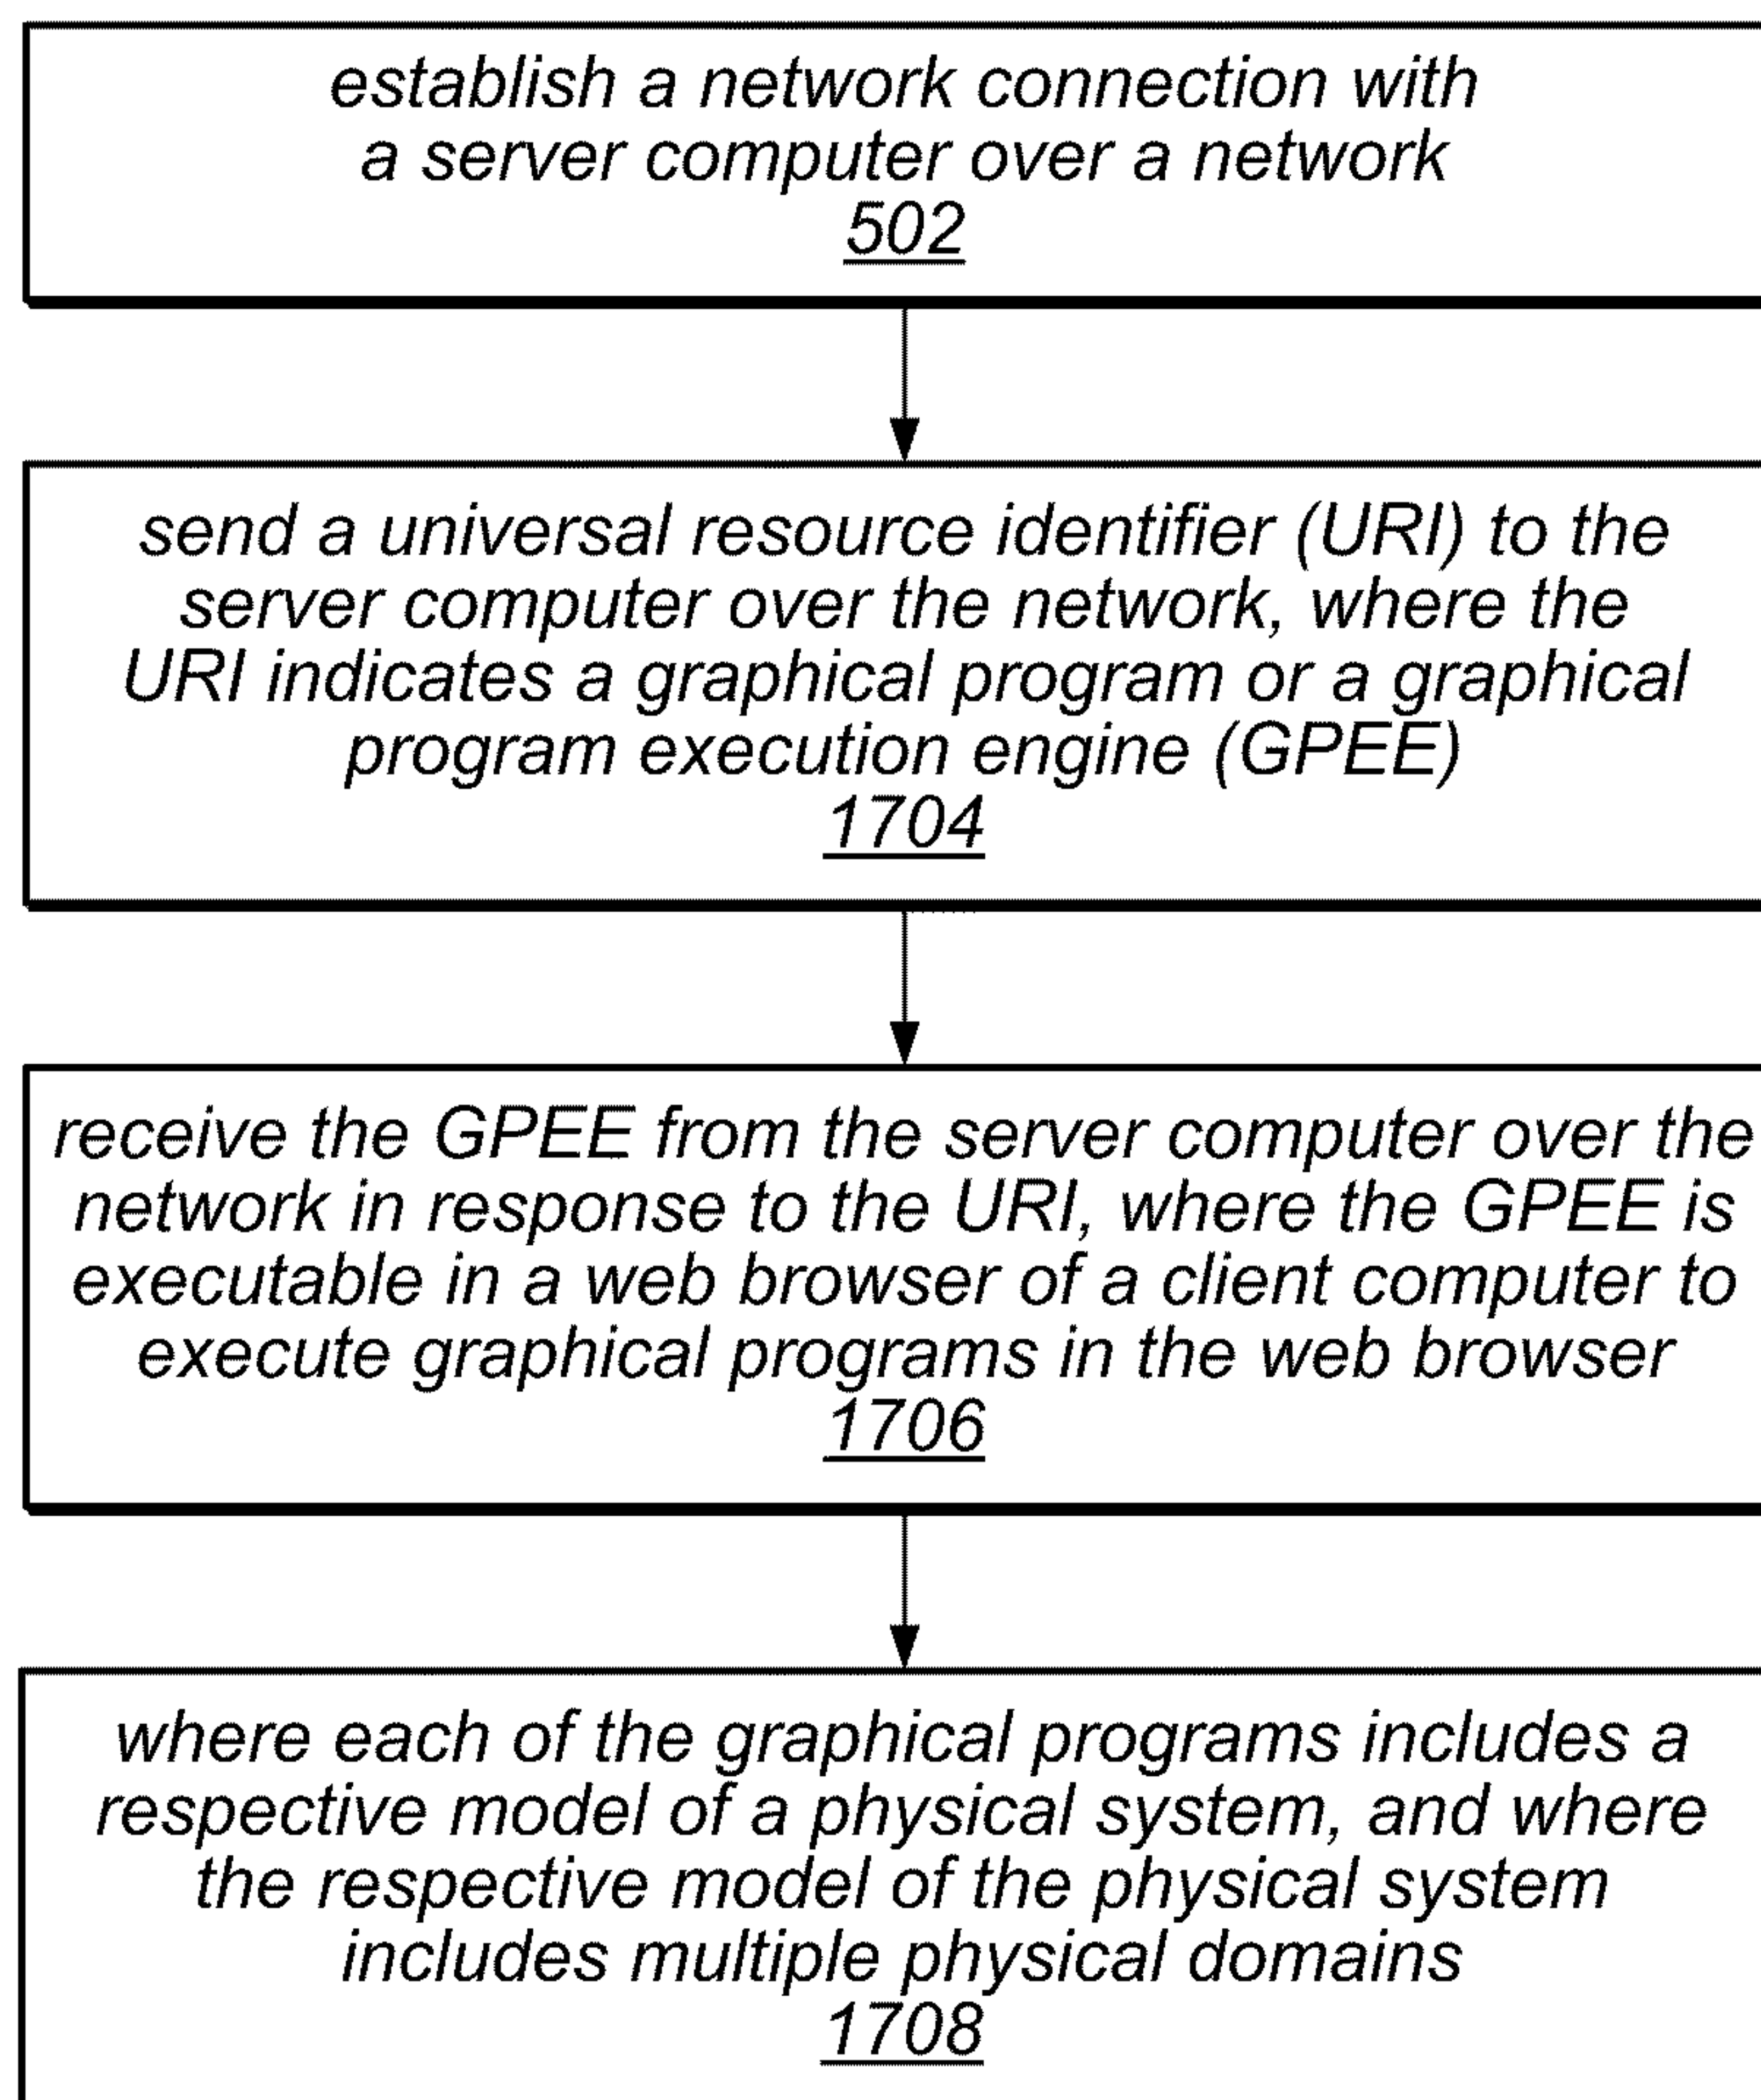 establish a network connection with
a server computer over a network
502
send a universal resource identifier (URI) to the
server computer over the network, where the
URI indicates a graphical program or a graphical
program execution engine (GPEE)
1704
receive the GPEE from the server computer over the
network in response to the URI, where the GPEE is
executable in a web browser of a client computer to
execute graphical programs in the web browser
1706
where each of the graphical programs includes a
respective model of a physical system, and where
the respective model of the physical system
includes multiple physical domains
1708